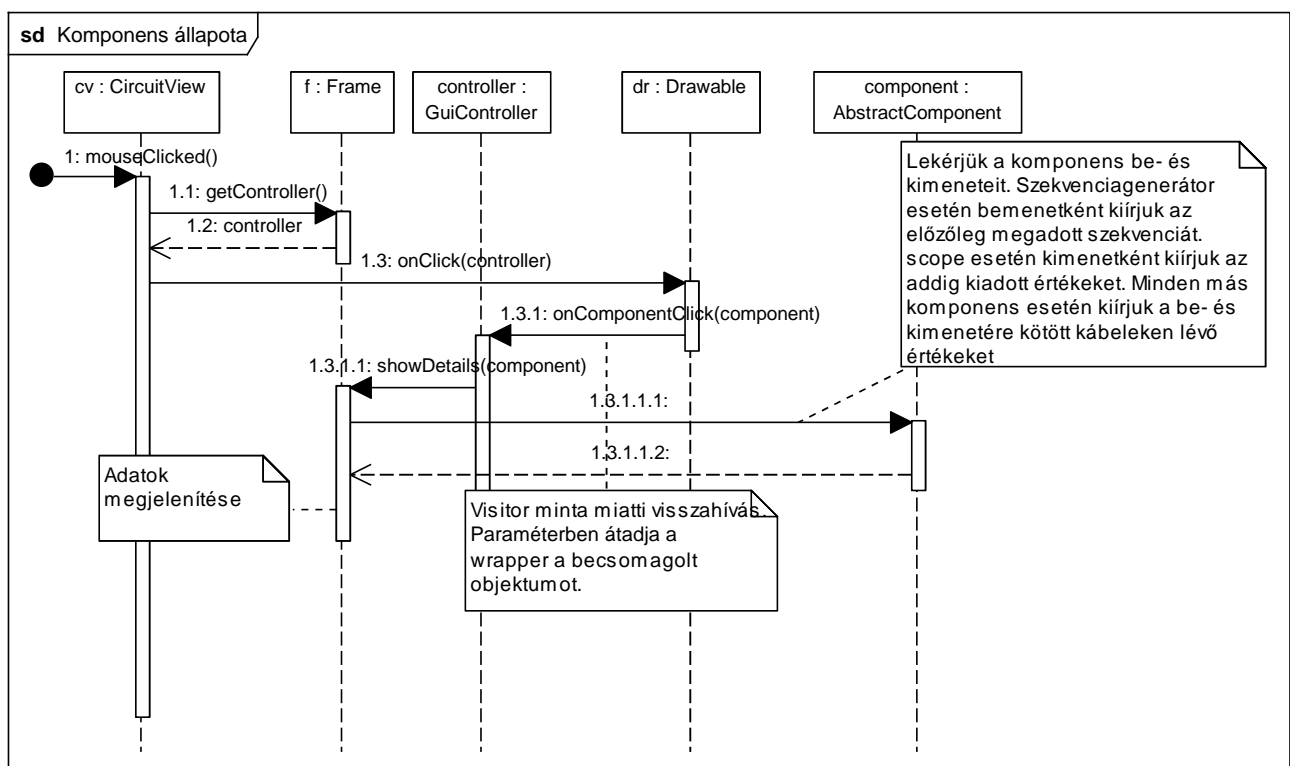 sd Komponens állapota
cv : CircuitView
f : Frame
controller :
GuiController
dr : Drawable
component :
AbstractComponent
1: mouseClicked()
1.1: getController()
1.2: controller
1.3: onClick(controller)
1.3.1: onComponentClick(component)
1.3.1.1: showDetails(component)
1.3.1.1.1:
1.3.1.1.2:
Lekérjük a komponens be- és
kimeneteit. Szekvenciagenerátor
esetén bemenetként kiírjuk az
előzőleg megadott szekvenciát.
scope esetén kimenetként kiírjuk az
addig kiadott értékeket. Minden más
komponens esetén kiírjuk a be- és
kimenetére kötött kábeleken lévő
értékeket
Adatok
megjelenítése
Visitor minta miatti visszahívás.
Paraméterben átadja a
wrapper a becsomagolt
objektumot.